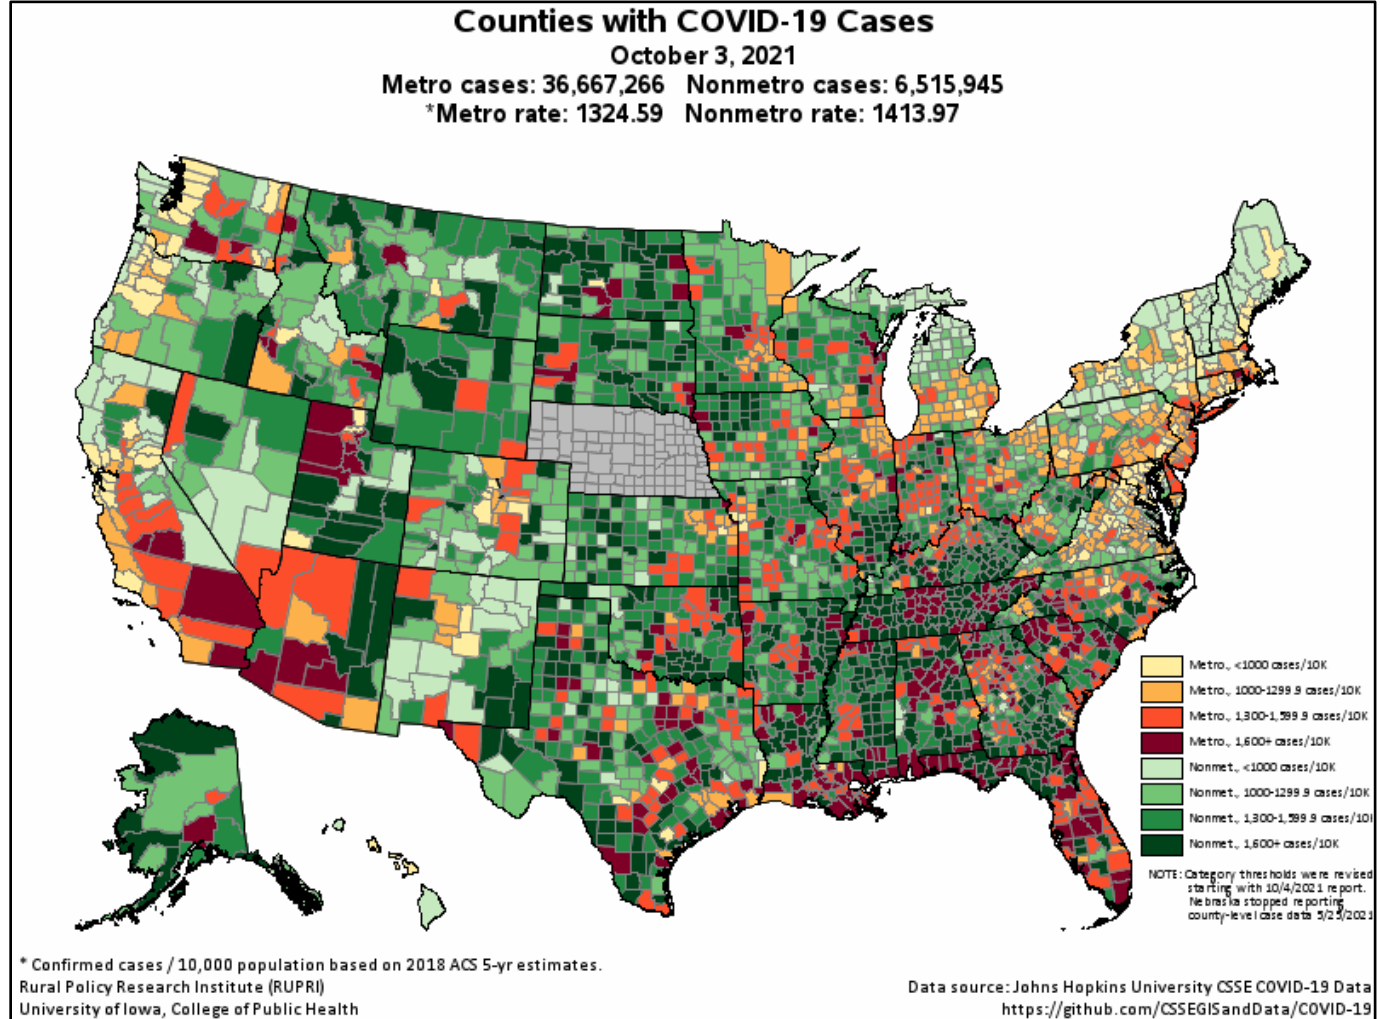 Counties with COVID-19 Cases
October 3, 2021
Metro cases: 36,667,266 Nonmetro cases: 6,515,945
*Metro rate: 1324.59 Nonmetro rate: 1413.97
Metro., <1000 cases/10K
Metro., 1000-1299.9 cases/10K
Metro., 1,300-1,599.9 cases/10K
Metro., 1,600+ cases/10K
Nonmet., <1000 cases/10K
Nonmet., 1000-1299.9 cases/10K
Nonmet., 1,300-1,599.9 cases/10K
Nonmet., 1,600+ cases/10K
NOTE: Category thresholds were revised
starting with 10/4/2021 report.
Nebraska stopped reporting
county-level case data 5/25/2021
* Confirmed cases / 10,000 population based on 2018 ACS 5-yr estimates.
Rural Policy Research Institute (RUPRI)
University of Iowa, College of Public Health
Data source: Johns Hopkins University CSSE COVID-19 Data
https://github.com/CSSEGISandData/COVID-19